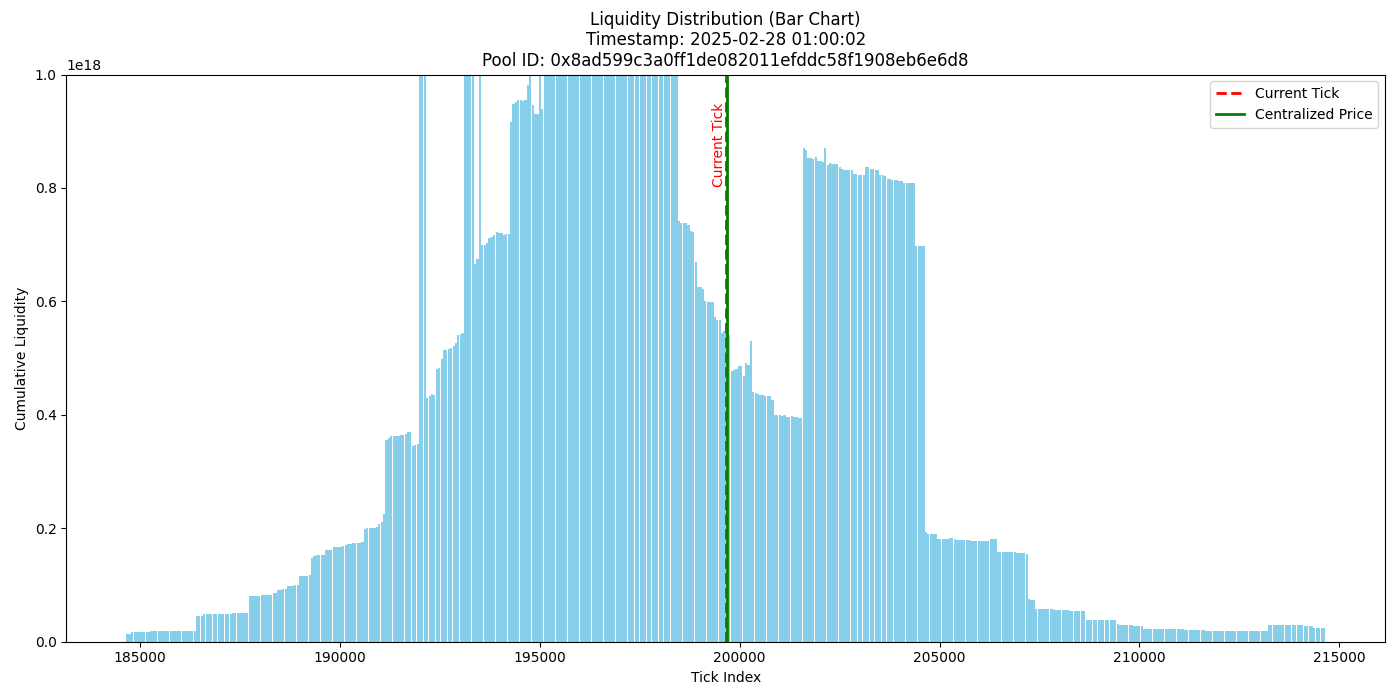 Liquidity Distribution (Bar Chart)
Timestamp: 2025-02-28 01:00:02
Pool ID: 0x8ad599c3a0ff1de082011efddc58f1908eb6e6d8
1e18
1.0
0.8
0.6
0.4
0.2
0.0
Cumulative Liquidity
Current Tick
Current Tick
Centralized Price
185000
190000
195000
200000
205000
210000
215000
Tick Index